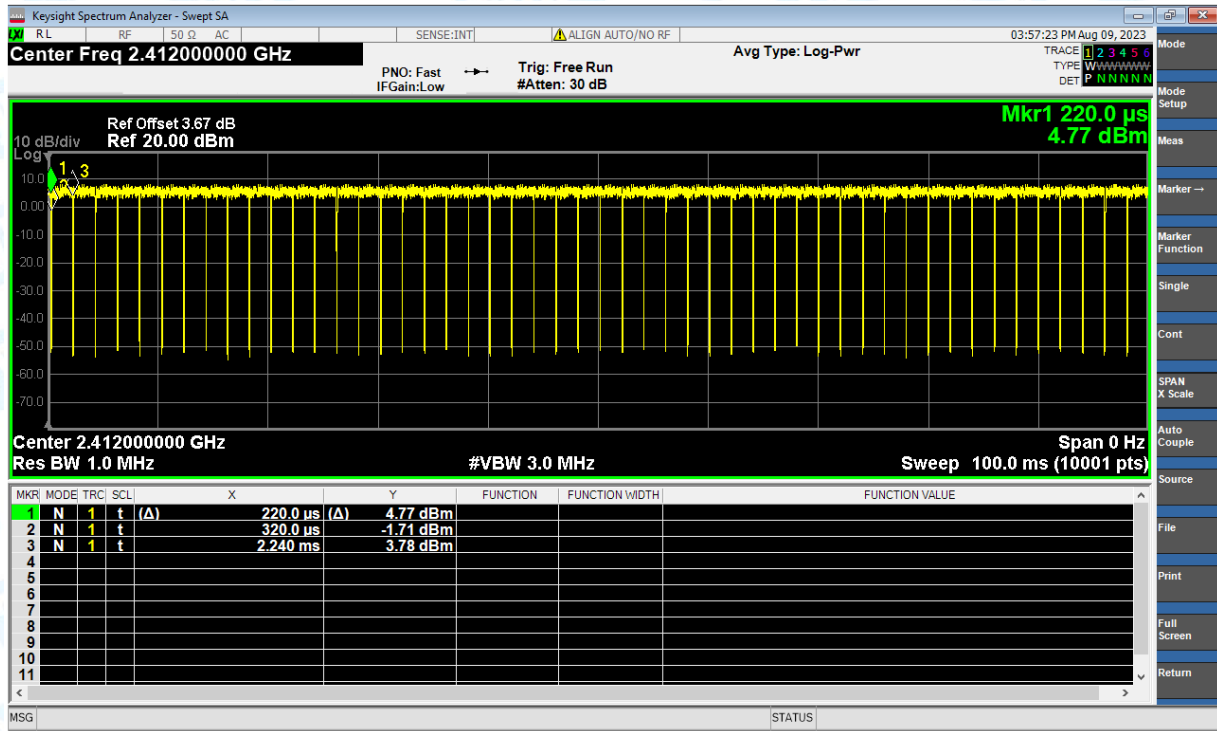 Keysight Spectrum Analyzer - Swept SA
LXI RL RF 50 Ω AC SENSE:INT ALIGN AUTO/NO RF 03:57:23 PM Aug 09, 2023
Center Freq 2.412000000 GHz
PNO: Fast
IFGain:Low
Trig: Free Run
#Atten: 30 dB
Avg Type: Log-Pwr
TRACE 1 2 3 4 5 6
TYPE WWWWWW
DET P N N N N N
Mkr1 220.0 µs
4.77 dBm
Ref Offset 3.67 dB
10 dB/div Ref 20.00 dBm
Log
1 3
2
10.0
0.00
-10.0
-20.0
-30.0
-40.0
-50.0
-60.0
-70.0
Center 2.412000000 GHz Span 0 Hz
Res BW 1.0 MHz #VBW 3.0 MHz Sweep 100.0 ms (10001 pts)
MKR MODE TRC SCL X Y FUNCTION FUNCTION WIDTH FUNCTION VALUE
1 N 1 t (Δ) 220.0 µs (Δ) 4.77 dBm
2 N 1 t 320.0 µs -1.71 dBm
3 N 1 t 2.240 ms 3.78 dBm
4
5
6
7
8
9
10
11
MSG STATUS
Mode
Mode
Setup
Meas
Marker →
Marker
Function
Single
Cont
SPAN
X Scale
Auto
Couple
Source
File
Print
Full
Screen
Return